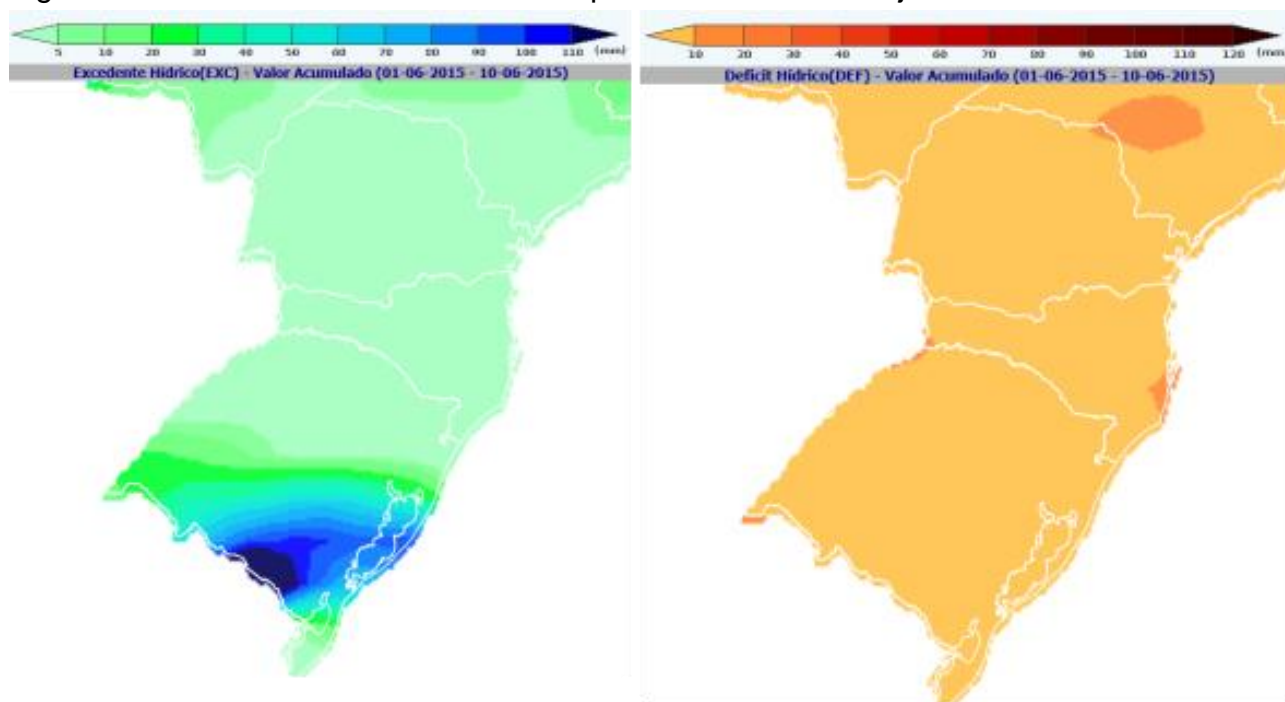 5 10 20 30 40 50 60 70 80 90 100 110 (mm)
Excedente Hídrico(EXC) - Valor Acumulado (01-06-2015 - 10-06-2015)
10 20 30 40 50 60 70 80 90 100 110 120 (mm
Deficit Hídrico(DEF) - Valor Acumulado (01-06-2015 - 10-06-2015)